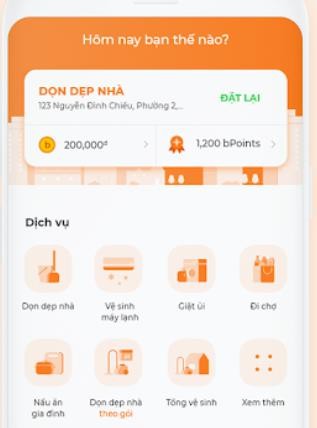 Hôm nay bạn thế nào?
DỌN DẸP NHÀ
123 Nguyễn Đình Chiểu, Phường 2,...
ĐẶT LẠI
b
200,000đ
1,200 bPoints
Dịch vụ
Dọn dẹp nhà
Vệ sinh
máy lạnh
Giặt ủi
Đi chợ
Nấu ăn
gia đình
Dọn dẹp nhà
theo gói
Tổng vệ sinh
Xem thêm